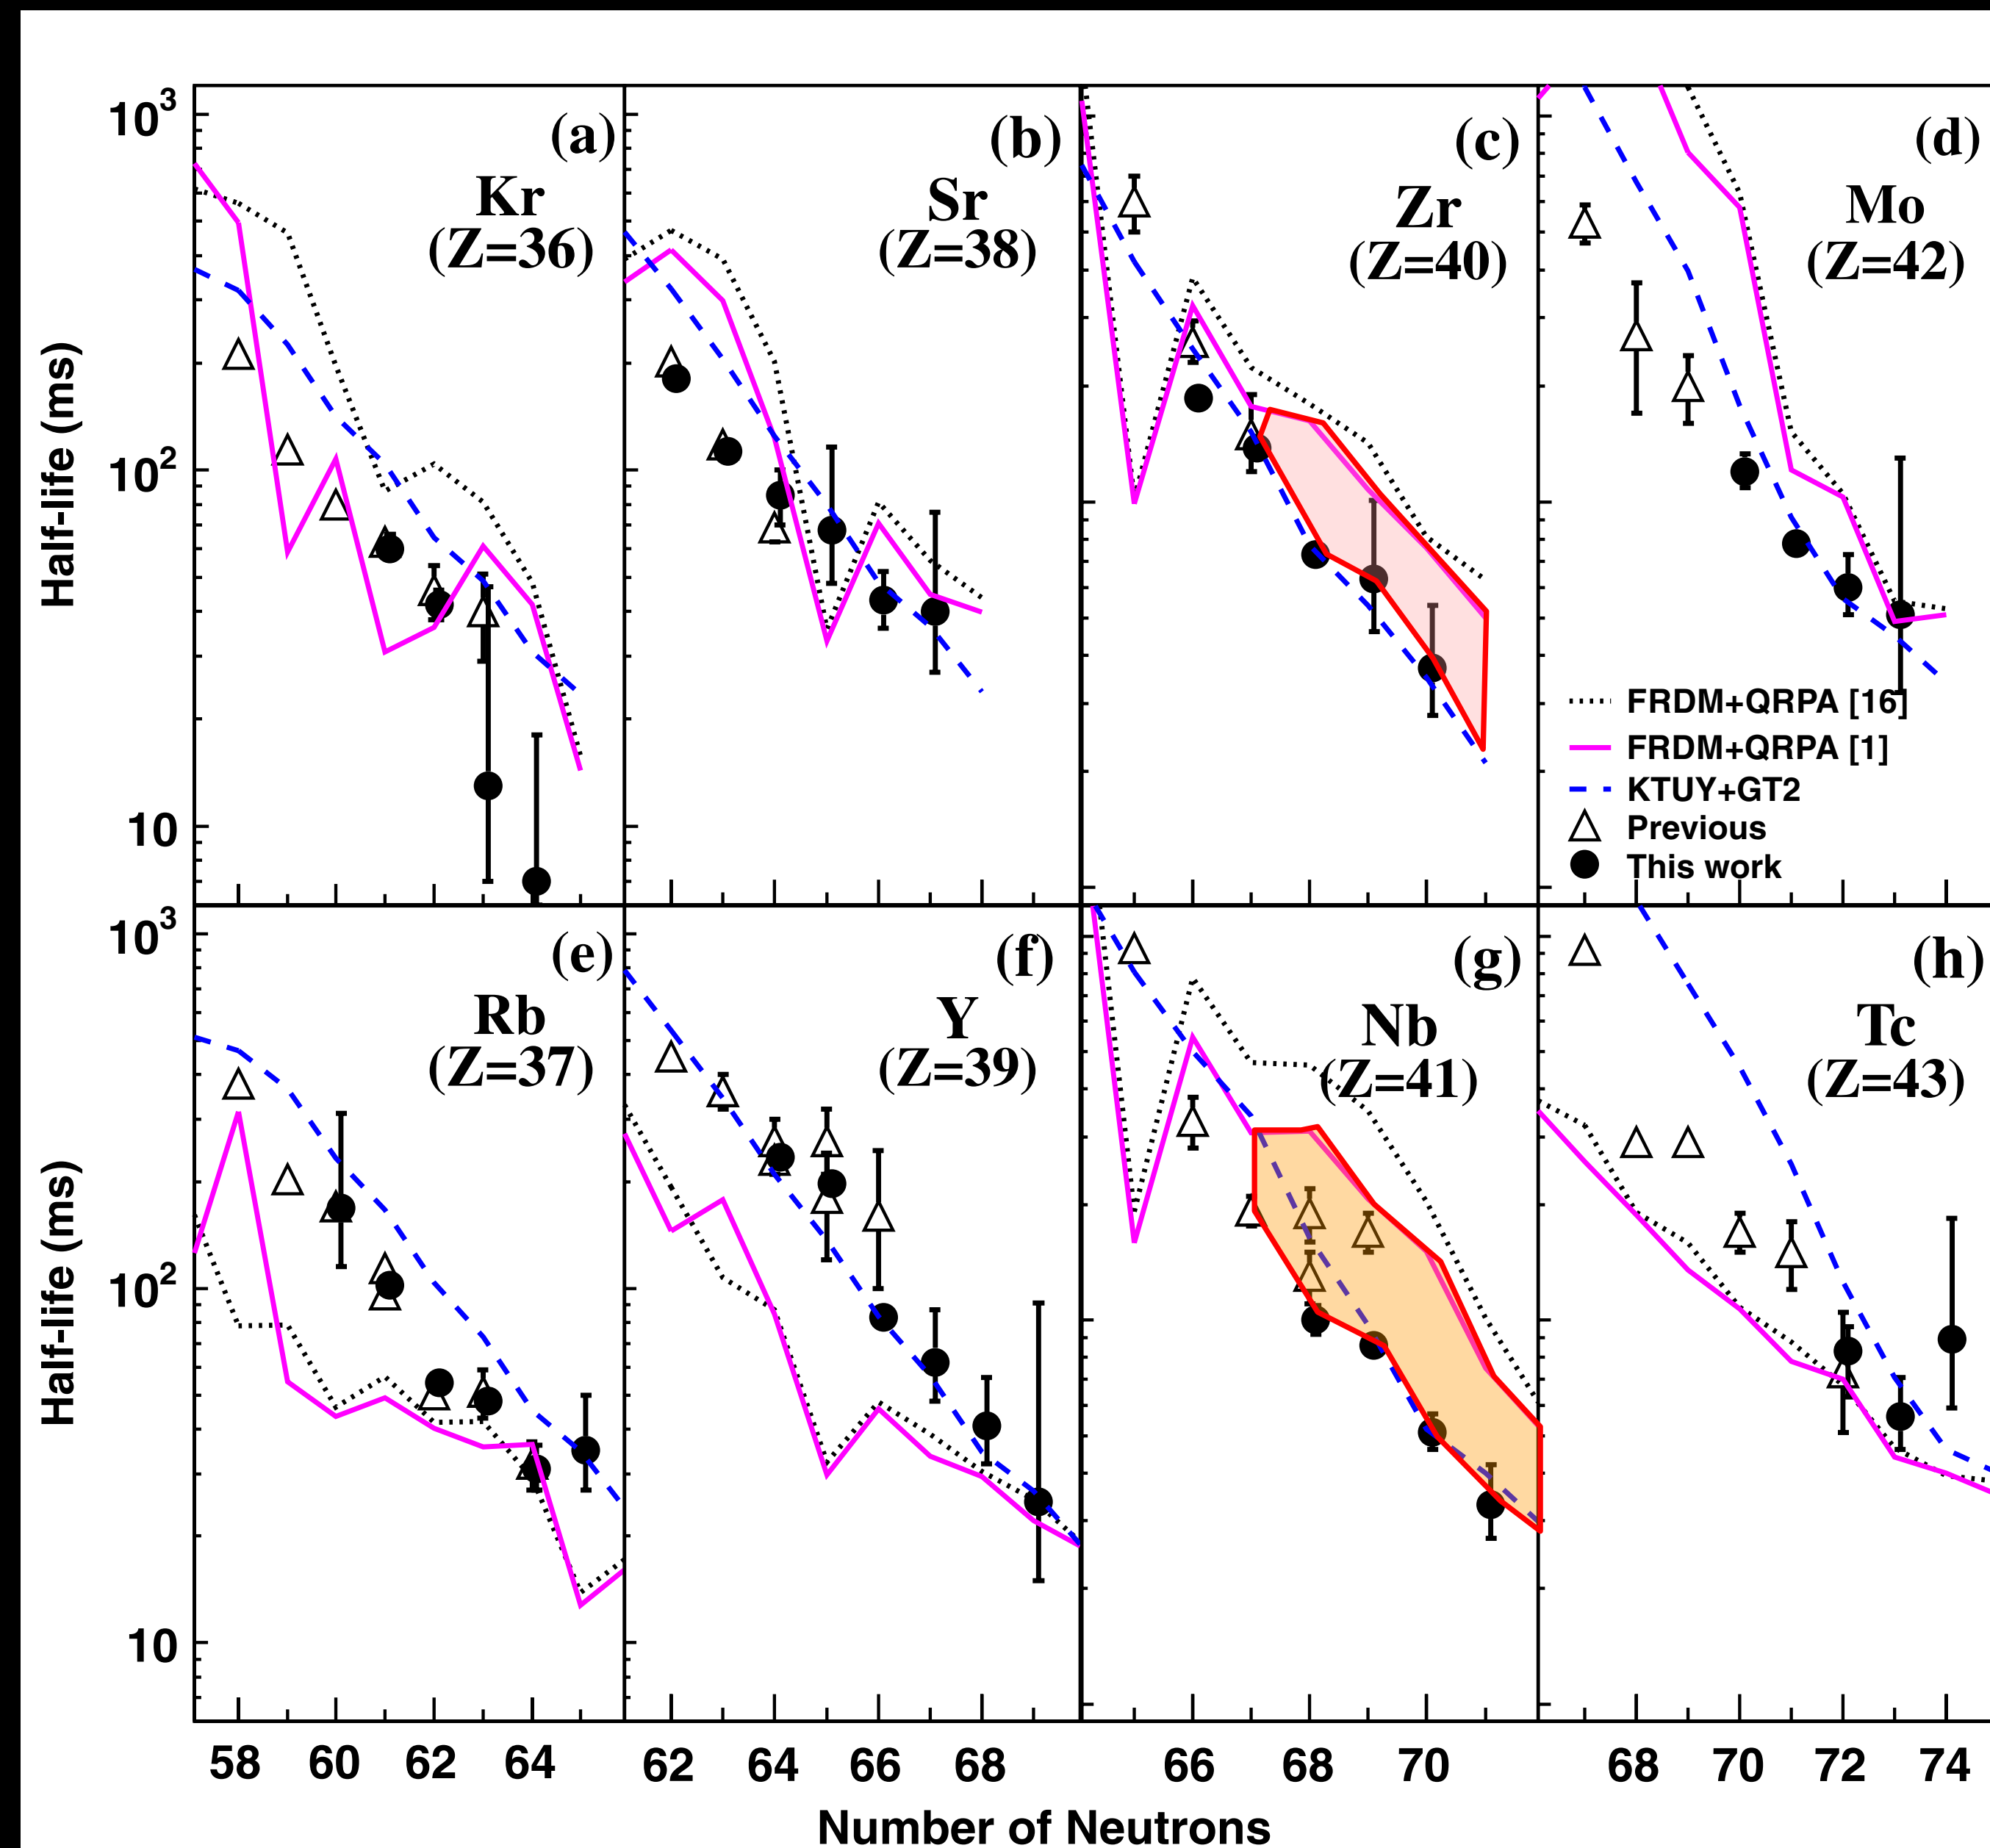 (a)
Kr
(Z=36)
(b)
Sr
(Z=38)
(c)
Zr
(Z=40)
(d)
Mo
(Z=42)
10³
10²
10
Half-life (ms)
FRDM+QRPA [16]
FRDM+QRPA [1]
KTUY+GT2
Previous
This work
(e)
Rb
(Z=37)
(f)
Y
(Z=39)
(g)
Nb
(Z=41)
(h)
Tc
(Z=43)
10³
10²
10
Half-life (ms)
58 60 62 64 62 64 66 68 66 68 70 68 70 72 74
Number of Neutrons